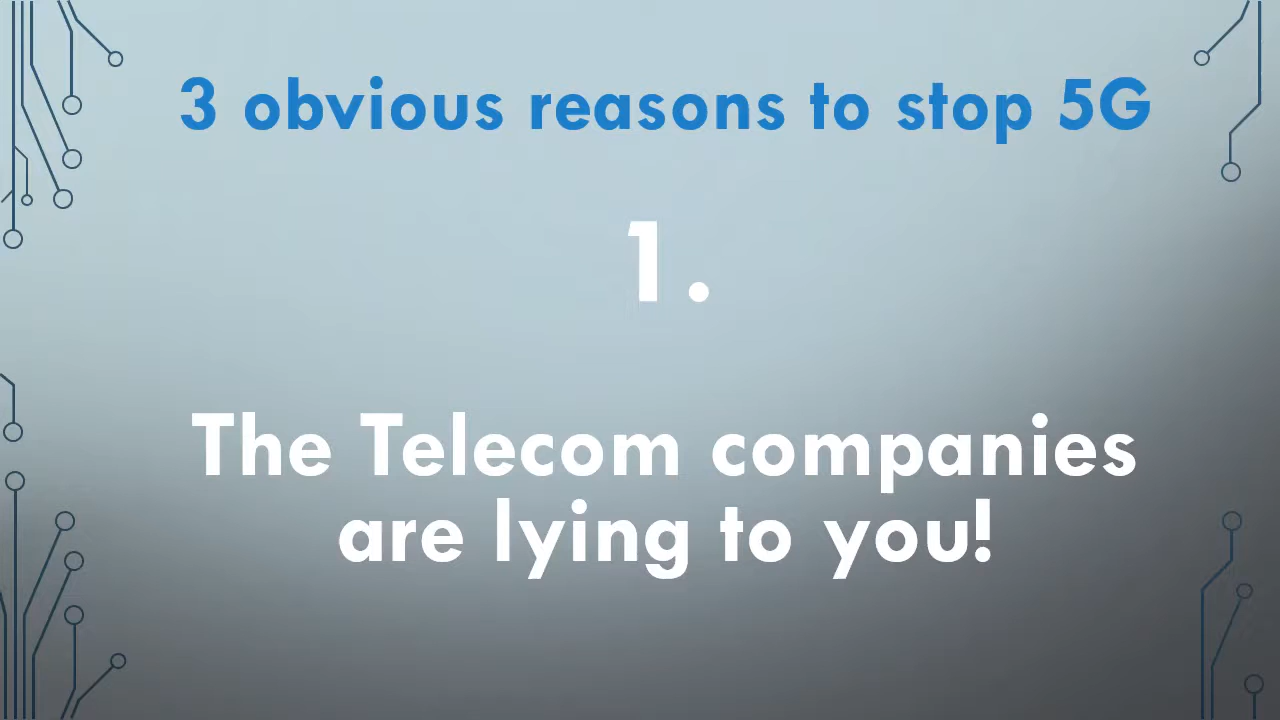 3 obvious reasons to stop 5G
1.
The Telecom companies
are lying to you!